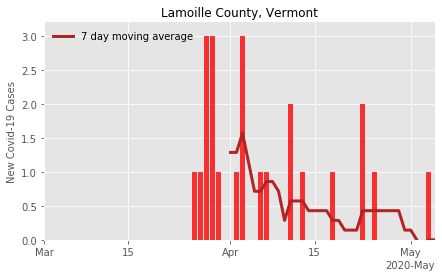 Lamoille County, Vermont
7 day moving average
New Covid-19 Cases
3.0
2.5
2.0
1.5
1.0
0.5
0.0
Mar 15 Apr 15 May
2020-May